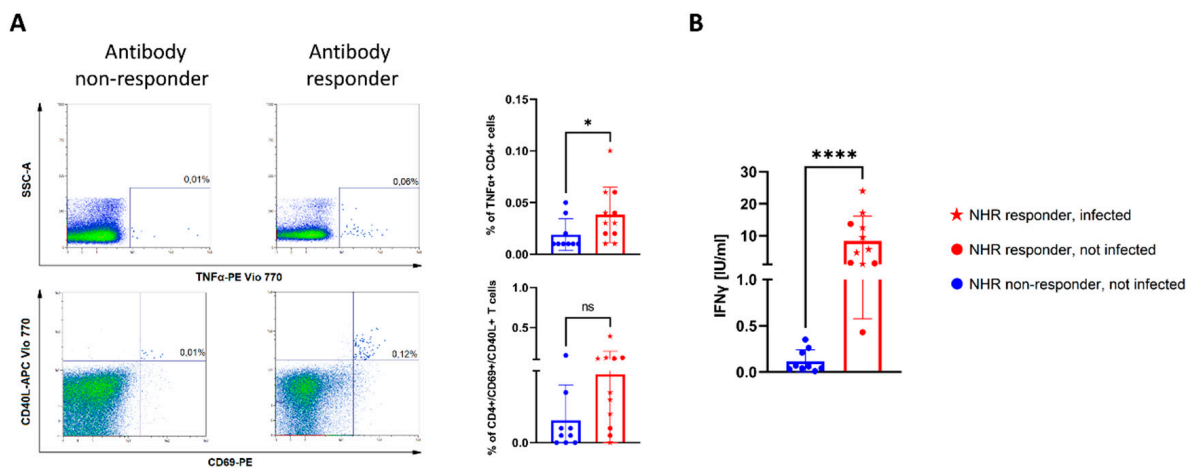 A
B
Antibody
non-responder
Antibody
responder
SSC-A
0,01%
0,06%
TNFα-PE Vio 770
CD40L-APC Vio 770
0,01%
0,12%
CD69-PE
% of TNFα+ CD4+ cells
0.15
0.10
0.05
0.00
*
% of CD4+/CD69+/CD40L+ T cells
1.0
0.5
0.0
ns
IFNγ [IU/ml]
30
20
10
1.0
0.5
0.0
****
NHR responder, infected
NHR responder, not infected
NHR non-responder, not infected